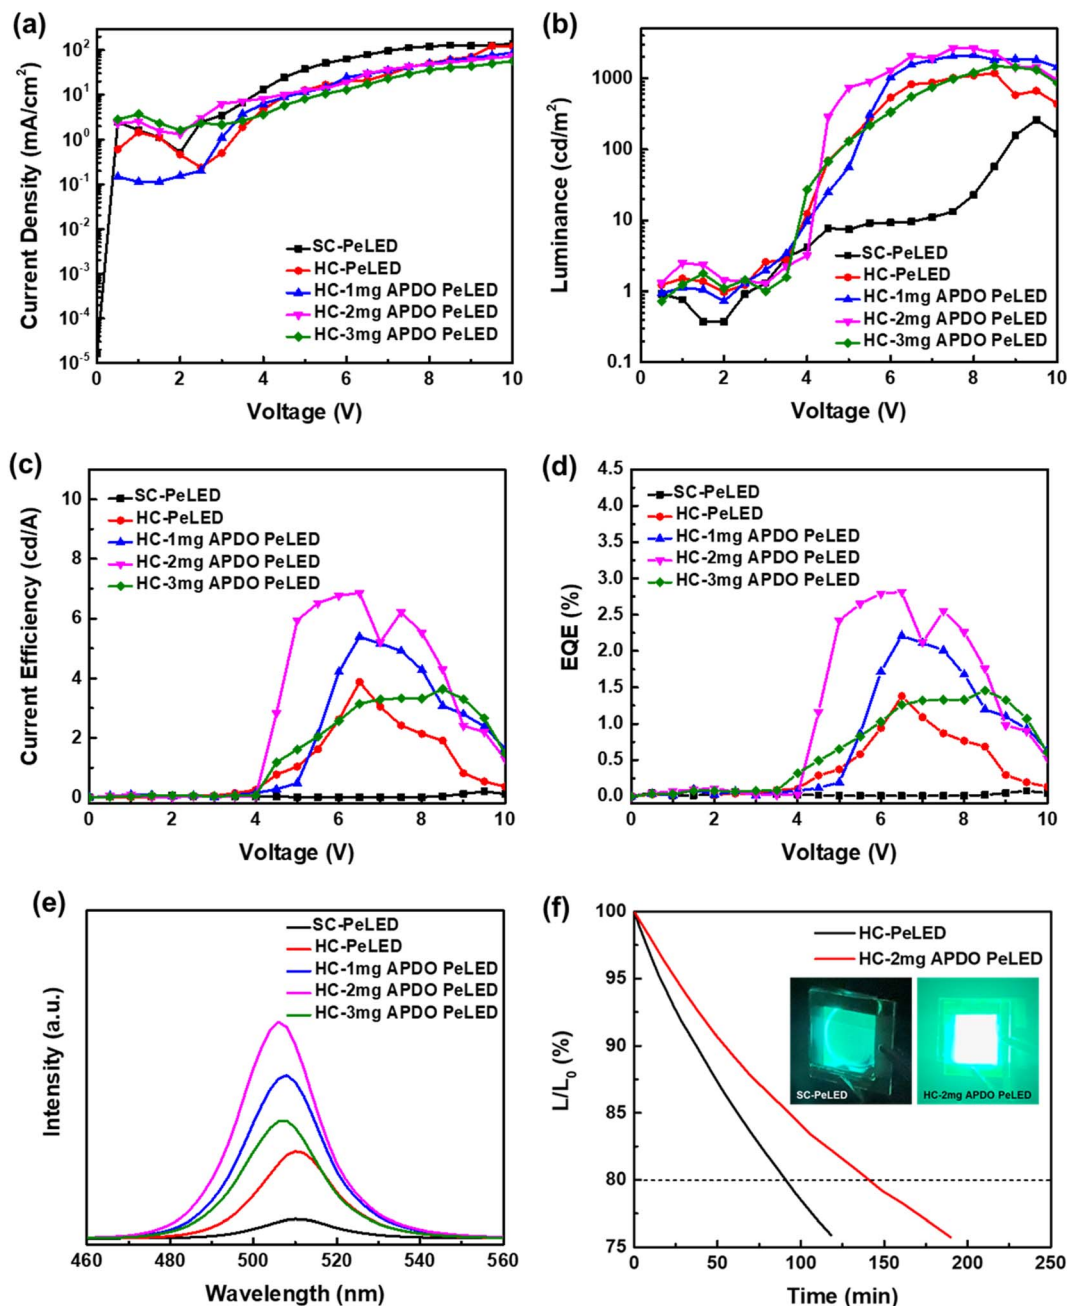 (a)
Current Density (mA/cm²)
10²
10¹
10⁰
10⁻¹
10⁻²
10⁻³
10⁻⁴
10⁻⁵
SC-PeLED
HC-PeLED
HC-1mg APDO PeLED
HC-2mg APDO PeLED
HC-3mg APDO PeLED
0 2 4 6 8 10
Voltage (V)
(b)
Luminance (cd/m²)
1000
100
10
1
0.1
SC-PeLED
HC-PeLED
HC-1mg APDO PeLED
HC-2mg APDO PeLED
HC-3mg APDO PeLED
0 2 4 6 8 10
Voltage (V)
(c)
Current Efficiency (cd/A)
10
8
6
4
2
0
SC-PeLED
HC-PeLED
HC-1mg APDO PeLED
HC-2mg APDO PeLED
HC-3mg APDO PeLED
0 2 4 6 8 10
Voltage (V)
(d)
EQE (%)
4.5
4.0
3.5
3.0
2.5
2.0
1.5
1.0
0.5
0.0
SC-PeLED
HC-PeLED
HC-1mg APDO PeLED
HC-2mg APDO PeLED
HC-3mg APDO PeLED
0 2 4 6 8 10
Voltage (V)
(e)
Intensity (a.u.)
SC-PeLED
HC-PeLED
HC-1mg APDO PeLED
HC-2mg APDO PeLED
HC-3mg APDO PeLED
460 480 500 520 540 560
Wavelength (nm)
(f)
L/L₀ (%)
100
95
90
85
80
75
HC-PeLED
HC-2mg APDO PeLED
SC-PeLED
HC-2mg APDO PeLED
0 50 100 150 200 250
Time (min)